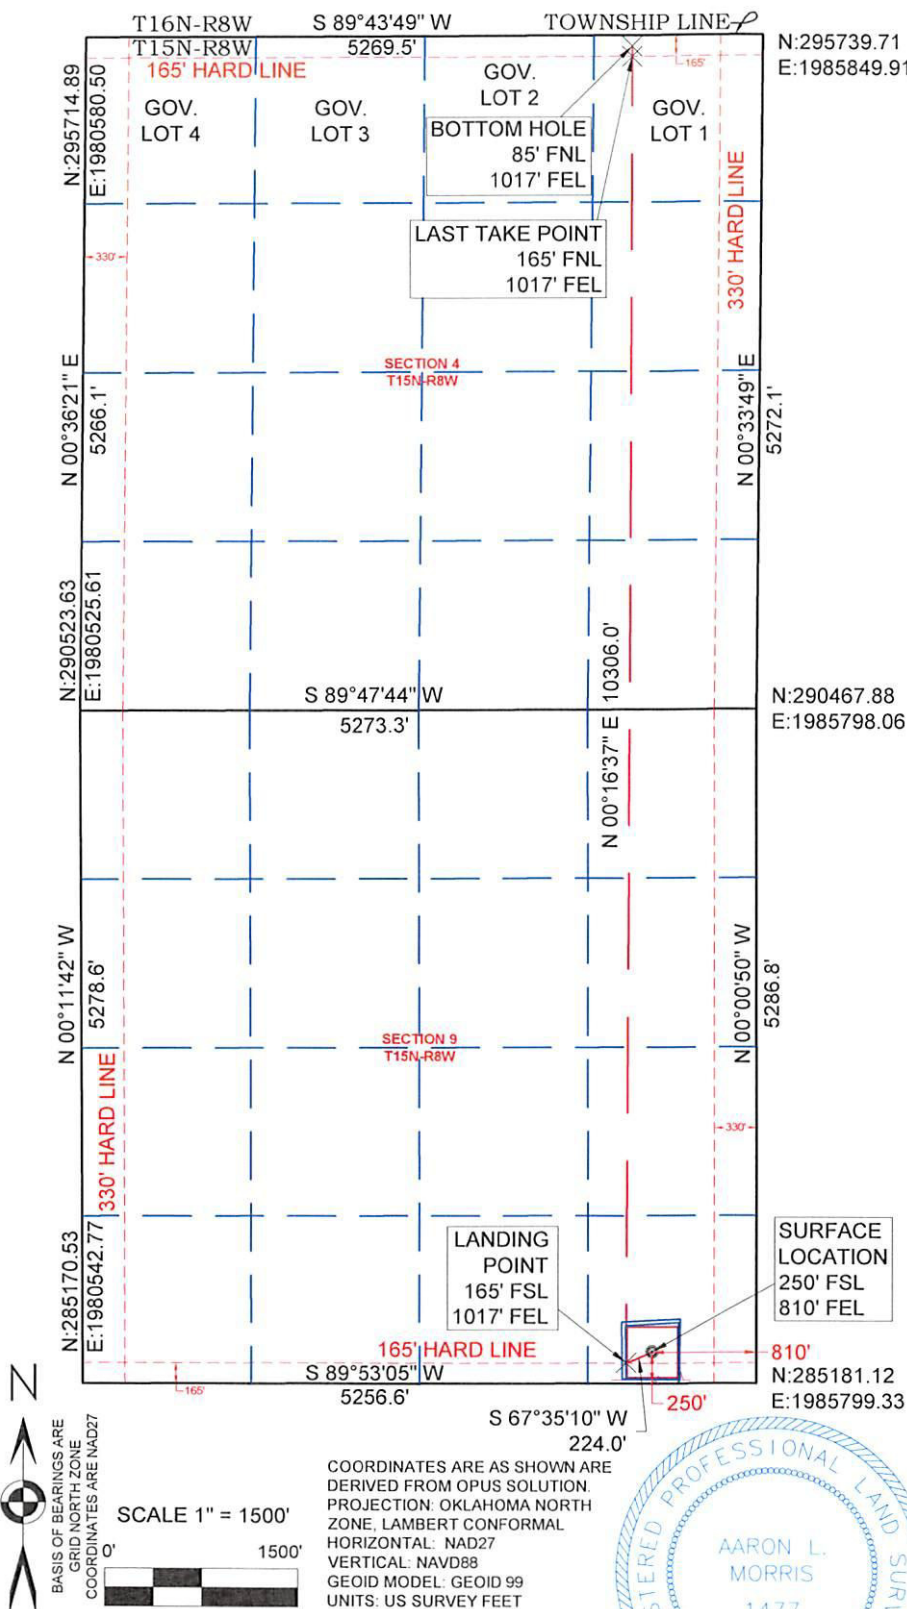 T16N-R8W
S 89°43'49" W
TOWNSHIP LINE
T15N-R8W
5269.5'
N:295739.71
E:1985849.91
165' HARD LINE
165'
GOV.
LOT 4
GOV.
LOT 3
GOV.
LOT 2
GOV.
LOT 1
N:295714.89
E:1980580.50
BOTTOM HOLE
85' FNL
1017' FEL
LAST TAKE POINT
165' FNL
1017' FEL
330' HARD LINE
330'
SECTION 4
T15N-R8W
N 00°36'21" E
5266.1'
N 00°33'49" E
5272.1'
N:290523.63
E:1980525.61
S 89°47'44" W
5273.3'
N 00°16'37" E 10306.0'
N:290467.88
E:1985798.06
N 00°11'42" W
5278.6'
N 00°00'50" W
5286.8'
SECTION 9
T15N-R8W
330' HARD LINE
330'
N:285170.53
E:1980542.77
LANDING
POINT
165' FSL
1017' FEL
SURFACE
LOCATION
250' FSL
810' FEL
165' HARD LINE
810'
S 89°53'05" W
5256.6'
165'
250'
N:285181.12
E:1985799.33
S 67°35'10" W
224.0'
N
BASIS OF BEARINGS ARE
GRID NORTH ZONE
COORDINATES ARE NAD27
SCALE 1" = 1500'
0'
1500'
COORDINATES ARE AS SHOWN ARE
DERIVED FROM OPUS SOLUTION.
PROJECTION: OKLAHOMA NORTH
ZONE, LAMBERT CONFORMAL
HORIZONTAL: NAD27
VERTICAL: NAVD88
GEOID MODEL: GEOID 99
UNITS: US SURVEY FEET
STERED PROFESSIONAL LAND SURV
AARON L.
MORRIS
1477